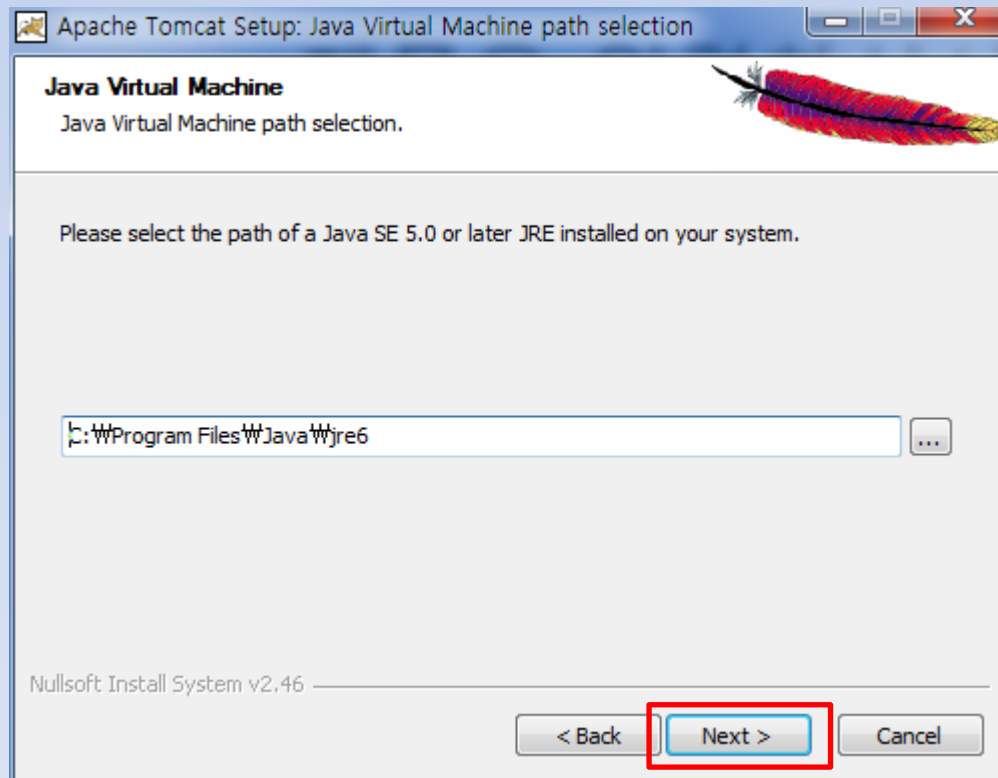 Apache Tomcat Setup: Java Virtual Machine path selection
Java Virtual Machine
Java Virtual Machine path selection.
Please select the path of a Java SE 5.0 or later JRE installed on your system.
C:₩Program Files₩Java₩jre6
...
Nullsoft Install System v2.46
< Back
Next >
Cancel